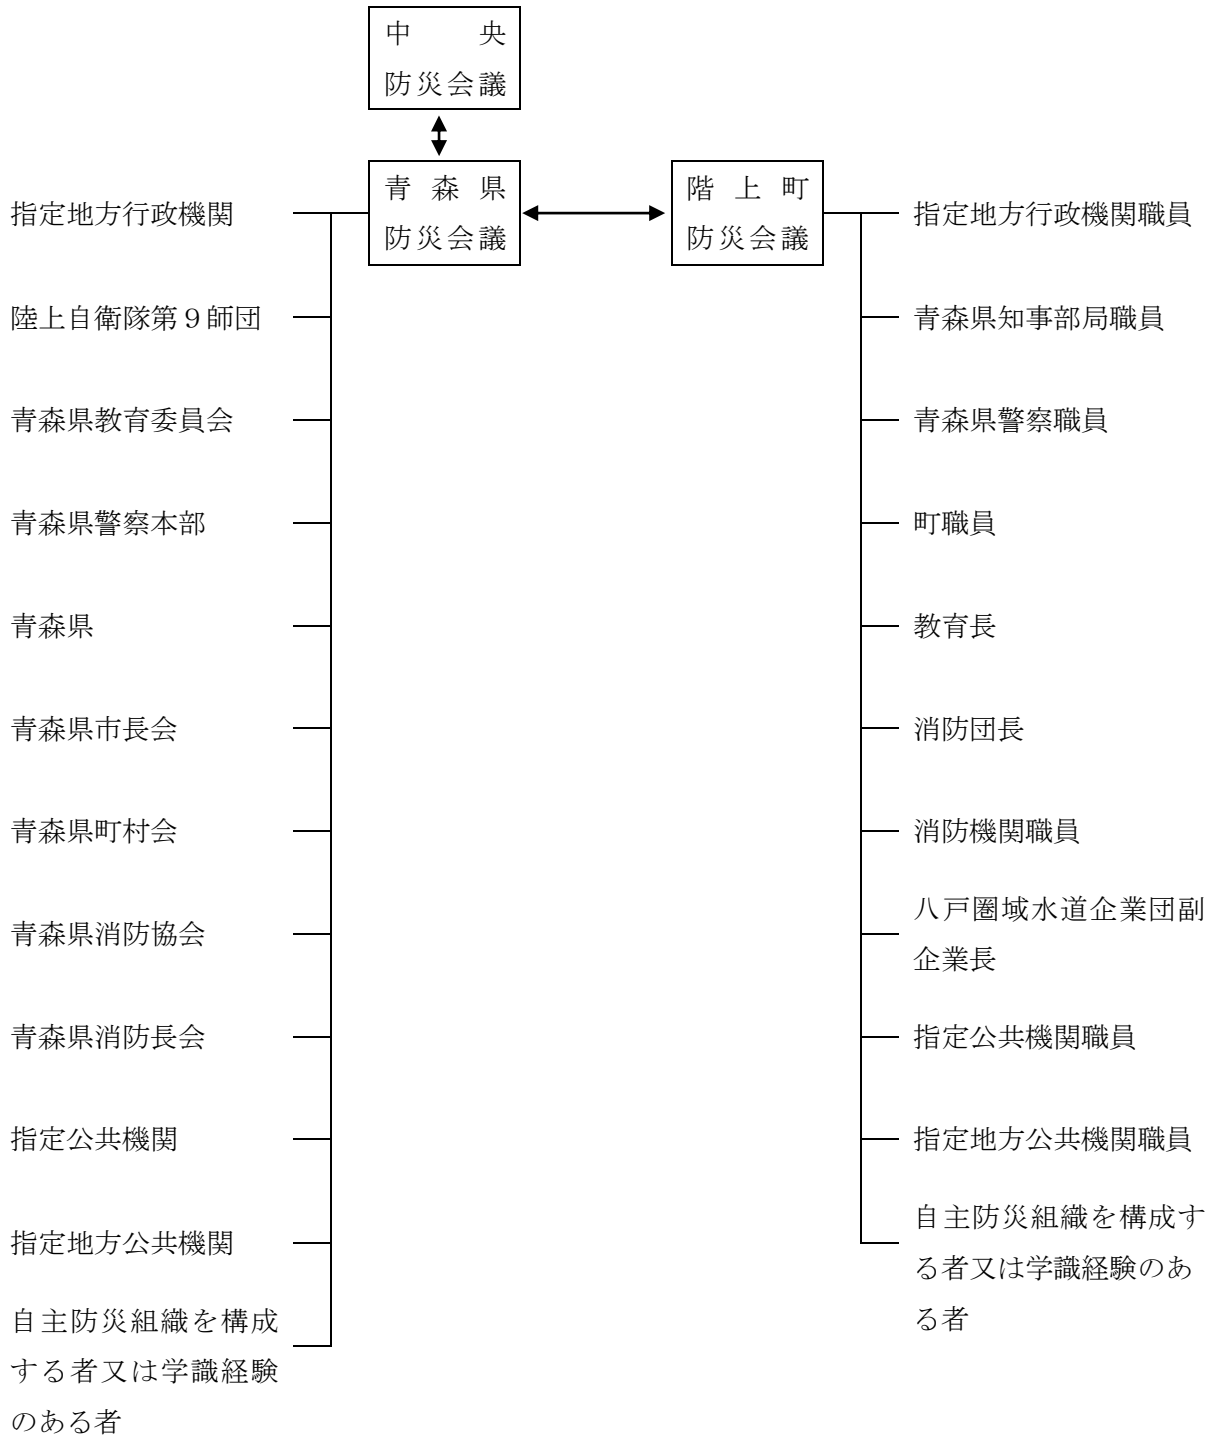 中央
防災会議
青森県
防災会議
階上町
防災会議
指定地方行政機関
陸上自衛隊第９師団
青森県教育委員会
青森県警察本部
青森県
青森県市長会
青森県町村会
青森県消防協会
青森県消防長会
指定公共機関
指定地方公共機関
自主防災組織を構成
する者又は学識経験
のある者
指定地方行政機関職員
青森県知事部局職員
青森県警察職員
町職員
教育長
消防団長
消防機関職員
八戸圏域水道企業団副
企業長
指定公共機関職員
指定地方公共機関職員
自主防災組織を構成す
る者又は学識経験のあ
る者